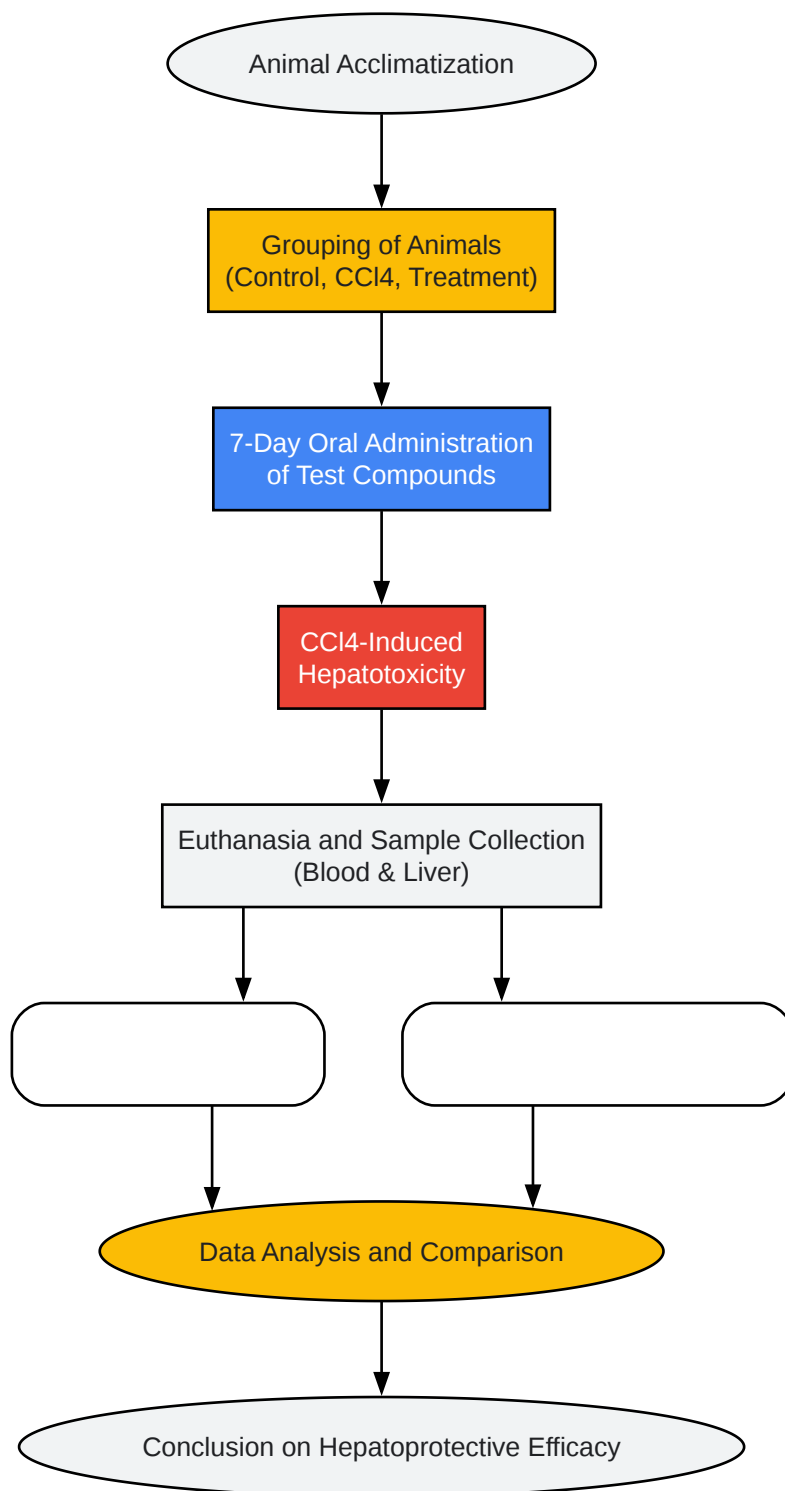 Animal Acclimatization
Grouping of Animals
(Control, CCl4, Treatment)
7-Day Oral Administration
of Test Compounds
CCl4-Induced
Hepatotoxicity
Euthanasia and Sample Collection
(Blood & Liver)
Data Analysis and Comparison
Conclusion on Hepatoprotective Efficacy